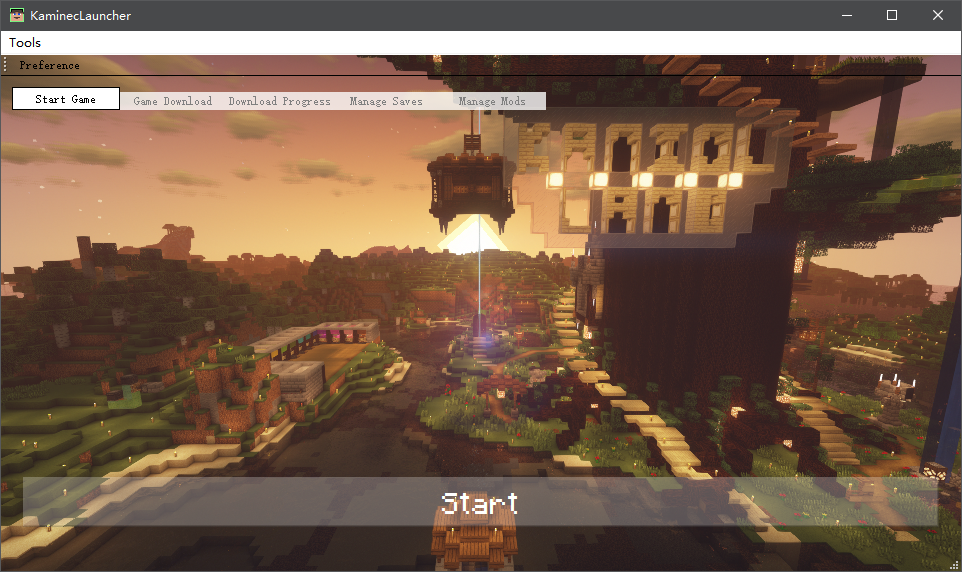 KaminecLauncher
Tools
Preference
Start Game Game Download Download Progress Manage Saves Manage Mods
Start